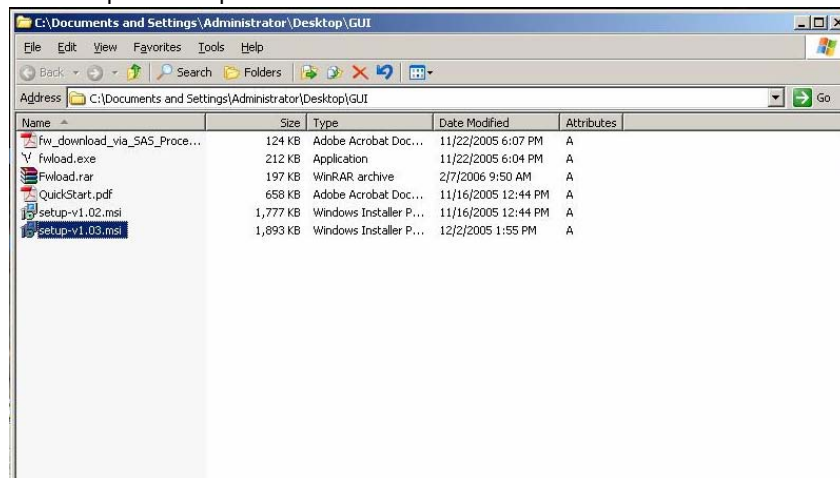 C:\Documents and Settings\Administrator\Desktop\GUI
File Edit View Favorites Tools Help
Back Search Folders
Address C:\Documents and Settings\Administrator\Desktop\GUI Go
Name Size Type Date Modified Attributes
fw_download_via_SAS_Proce... 124 KB Adobe Acrobat Doc... 11/22/2005 6:07 PM A
fwload.exe 212 KB Application 11/22/2005 6:04 PM A
Fwload.rar 197 KB WinRAR archive 2/7/2006 9:50 AM A
QuickStart.pdf 658 KB Adobe Acrobat Doc... 11/16/2005 12:44 PM A
setup-v1.02.msi 1,777 KB Windows Installer P... 11/16/2005 12:44 PM A
setup-v1.03.msi 1,893 KB Windows Installer P... 12/2/2005 1:55 PM A